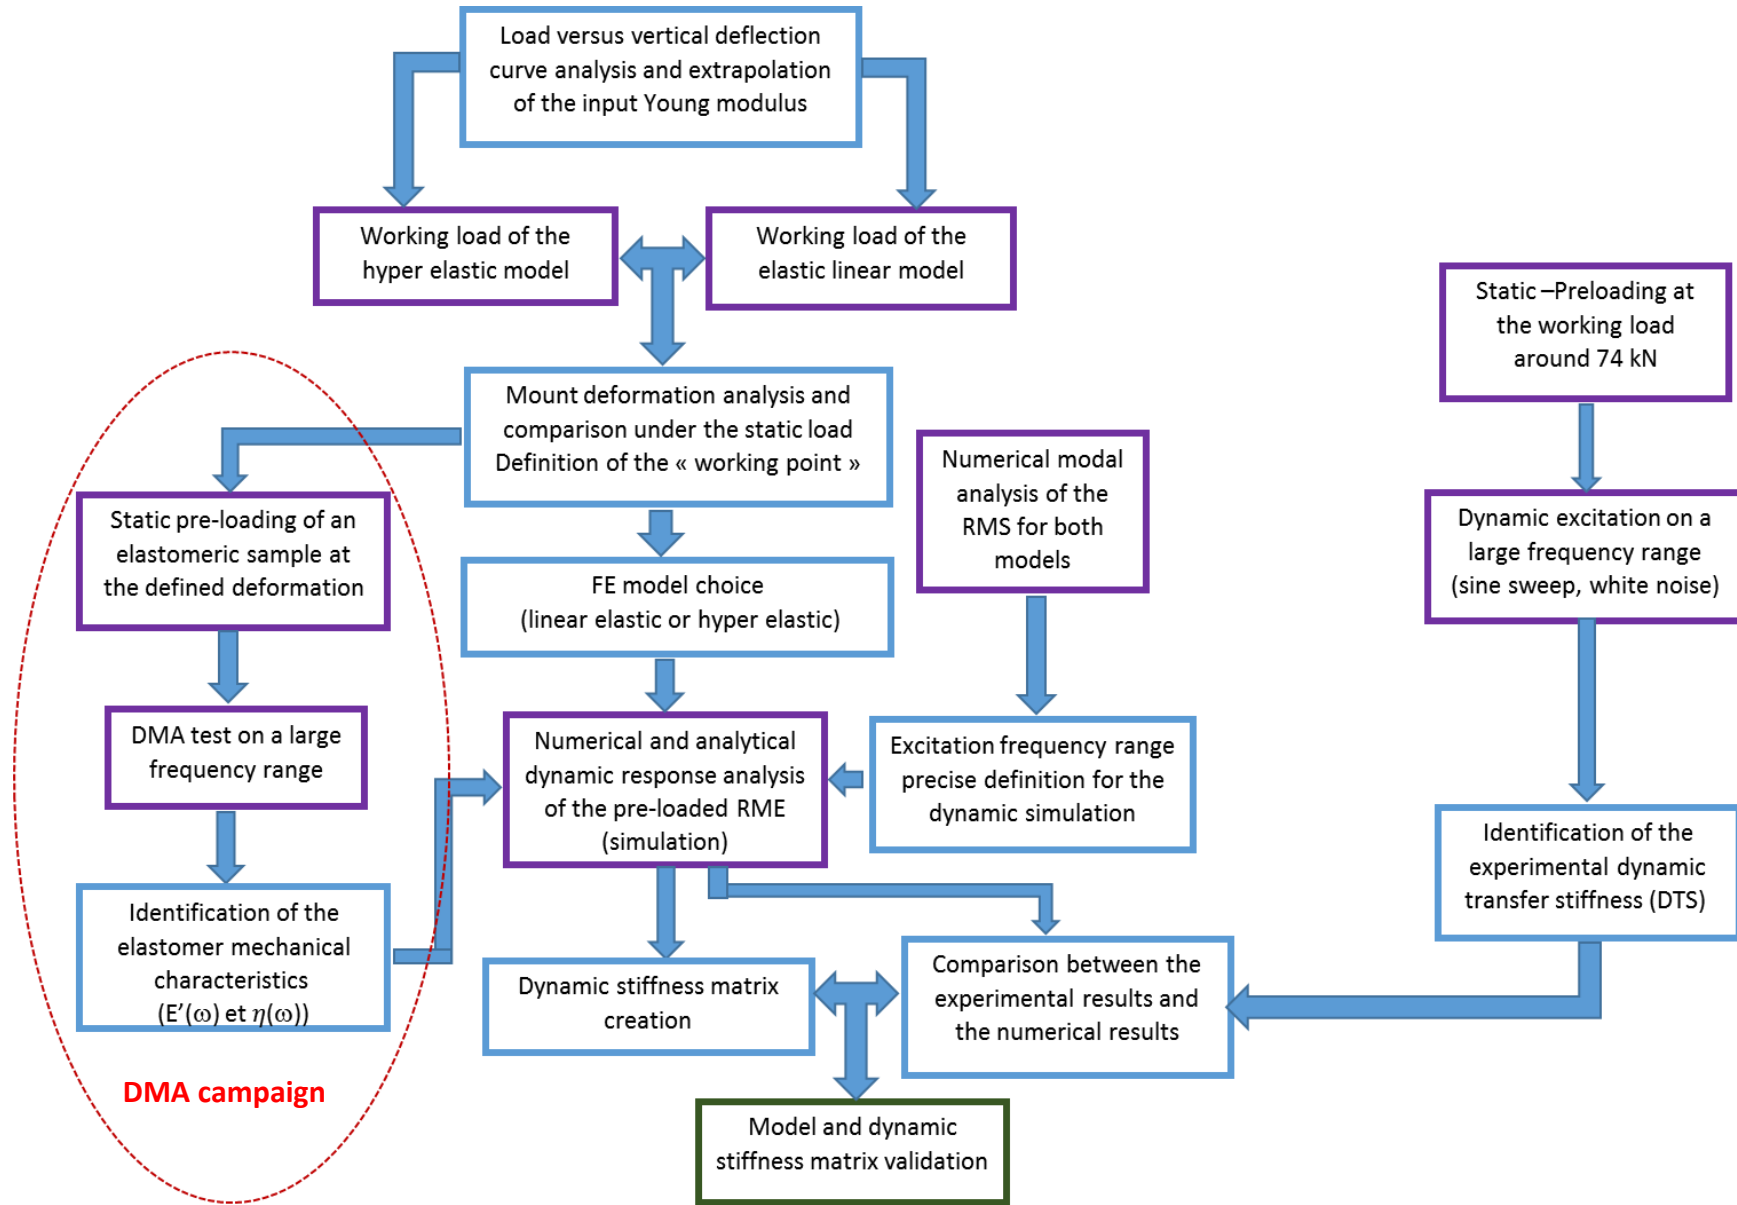 Load versus vertical deflection
curve analysis and extrapolation
of the input Young modulus
Working load of the
hyper elastic model
Working load of the
elastic linear model
Static –Preloading at
the working load
around 74 kN
Mount deformation analysis and
comparison under the static load
Definition of the « working point »
Numerical modal
analysis of the
RMS for both
models
Static pre-loading of an
elastomeric sample at
the defined deformation
Dynamic excitation on a
large frequency range
(sine sweep, white noise)
FE model choice
(linear elastic or hyper elastic)
DMA test on a large
frequency range
Numerical and analytical
dynamic response analysis
of the pre-loaded RME
(simulation)
Excitation frequency range
precise definition for the
dynamic simulation
Identification of the
experimental dynamic
transfer stiffness (DTS)
Identification of the
elastomer mechanical
characteristics
(E′(ω) et η(ω))
Dynamic stiffness matrix
creation
Comparison between the
experimental results and
the numerical results
DMA campaign
Model and dynamic
stiffness matrix validation